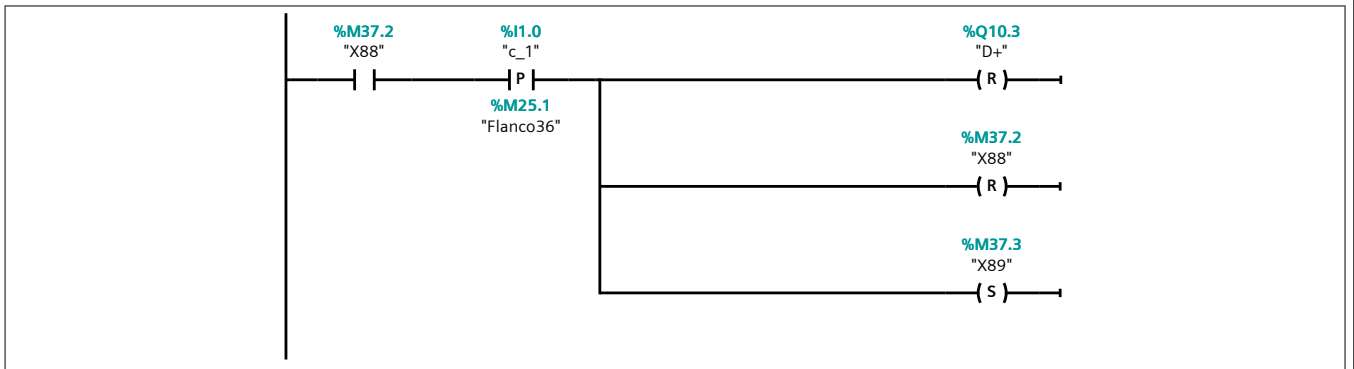 %M37.2
"X88"
%I1.0
"c_1"
P
%M25.1
"Flanco36"
%Q10.3
"D+"
R
%M37.2
"X88"
R
%M37.3
"X89"
S